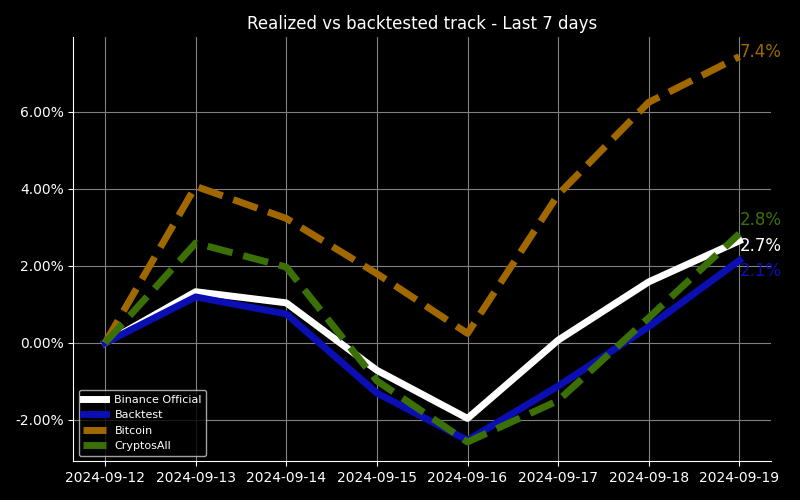 Realized vs backtested track - Last 7 days
7.4%
6.00%
4.00%
2.8%
2.7%
2.00%
2.1%
0.00%
-2.00%
Binance Official
Backtest
Bitcoin
CryptosAll
2024-09-12 2024-09-13 2024-09-14 2024-09-15 2024-09-16 2024-09-17 2024-09-18 2024-09-19